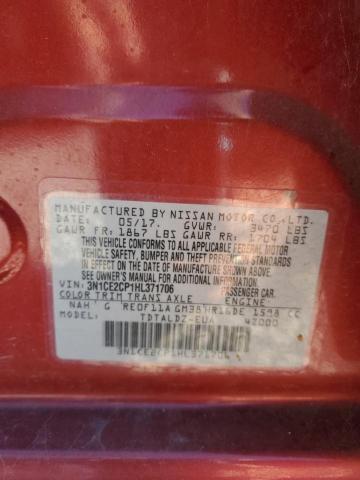 MANUFACTURED BY NISSAN MOTOR CO.,LTD.
DATE: 05/17. GVWR: 3470 LBS
GAWR FR: 1867 LBS GAWR RR: 1704 LBS
THIS VEHICLE CONFORMS TO ALL APPLICABLE FEDERAL MOTOR
VEHICLE SAFETY, BUMPER AND THEFT PREVENTION STANDARDS
IN EFFECT ON THE DATE OF MANUFACTURE SHOWN ABOVE.
SEE OWNER'S MANUAL FOR ADDITIONAL INFORMATION.
VIN: 3N1CE2CP1HL371706 PASSENGER CAR.
COLOR TRIM TRANS AXLE ENGINE
NAH G RE0F11A GM38 HR16DE 1598 CC
TDTALDZ-EUA 42000
3N1CE2CP1HL371706